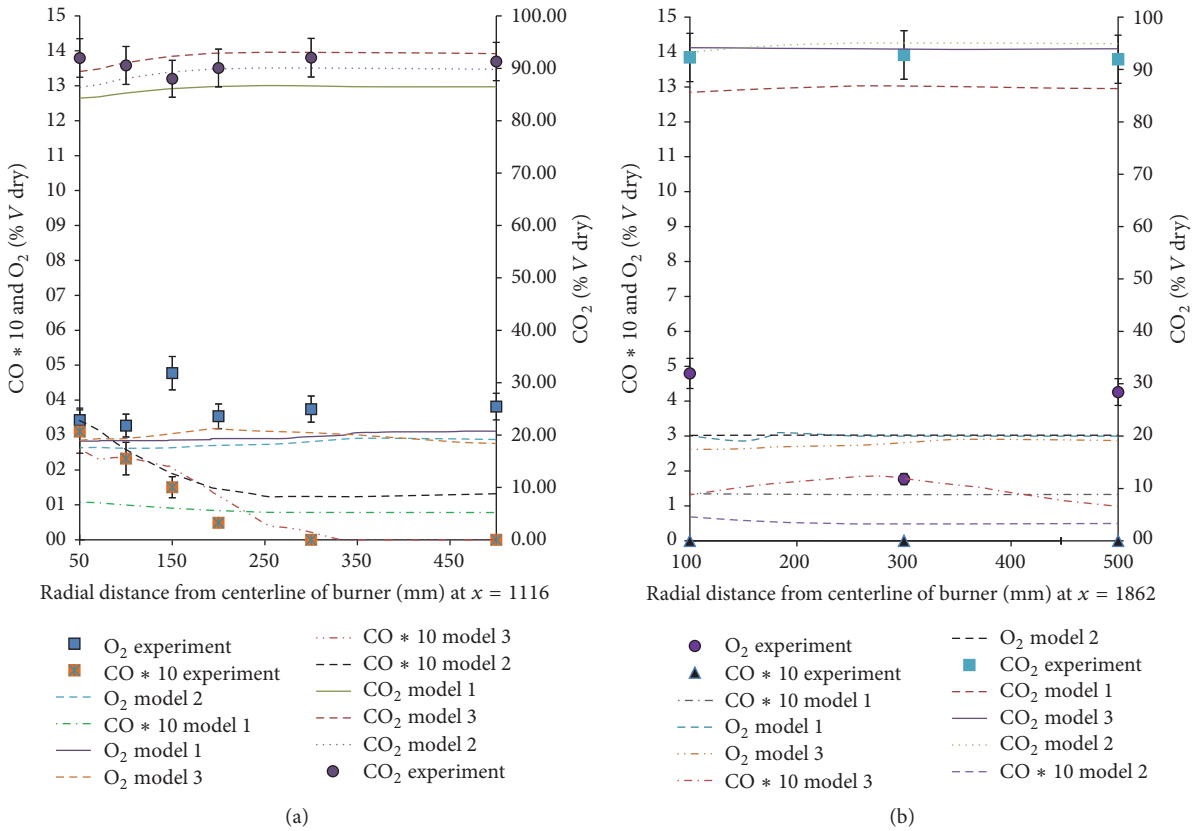 15
14
13
12
11
10
09
08
07
06
05
04
03
02
01
00
CO ∗ 10 and O₂ (% V dry)
100.00
90.00
80.00
70.00
60.00
50.00
40.00
30.00
20.00
10.00
0.00
CO₂ (% V dry)
50 150 250 350 450
Radial distance from centerline of burner (mm) at x = 1116
O₂ experiment
CO ∗ 10 experiment
O₂ model 2
CO ∗ 10 model 1
O₂ model 1
O₂ model 3
CO ∗ 10 model 3
CO ∗ 10 model 2
CO₂ model 1
CO₂ model 3
CO₂ model 2
CO₂ experiment
(a)
15
14
13
12
11
10
9
8
7
6
5
4
3
2
1
0
CO ∗ 10 and O₂ (% V dry)
100
90
80
70
60
50
40
30
20
10
00
CO₂ (% V dry)
100 200 300 400 500
Radial distance from centerline of burner (mm) at x = 1862
O₂ experiment
CO ∗ 10 experiment
CO ∗ 10 model 1
O₂ model 1
O₂ model 3
CO ∗ 10 model 3
O₂ model 2
CO₂ experiment
CO₂ model 1
CO₂ model 3
CO₂ model 2
CO ∗ 10 model 2
(b)